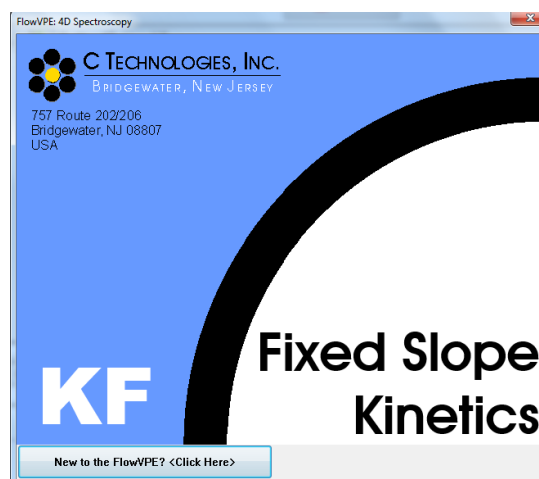 FlowVPE: 4D Spectroscopy
C TECHNOLOGIES, INC.
BRIDGEWATER, NEW JERSEY
757 Route 202/206
Bridgewater, NJ 08807
USA
Fixed Slope
Kinetics
KF
New to the FlowVPE? <Click Here>